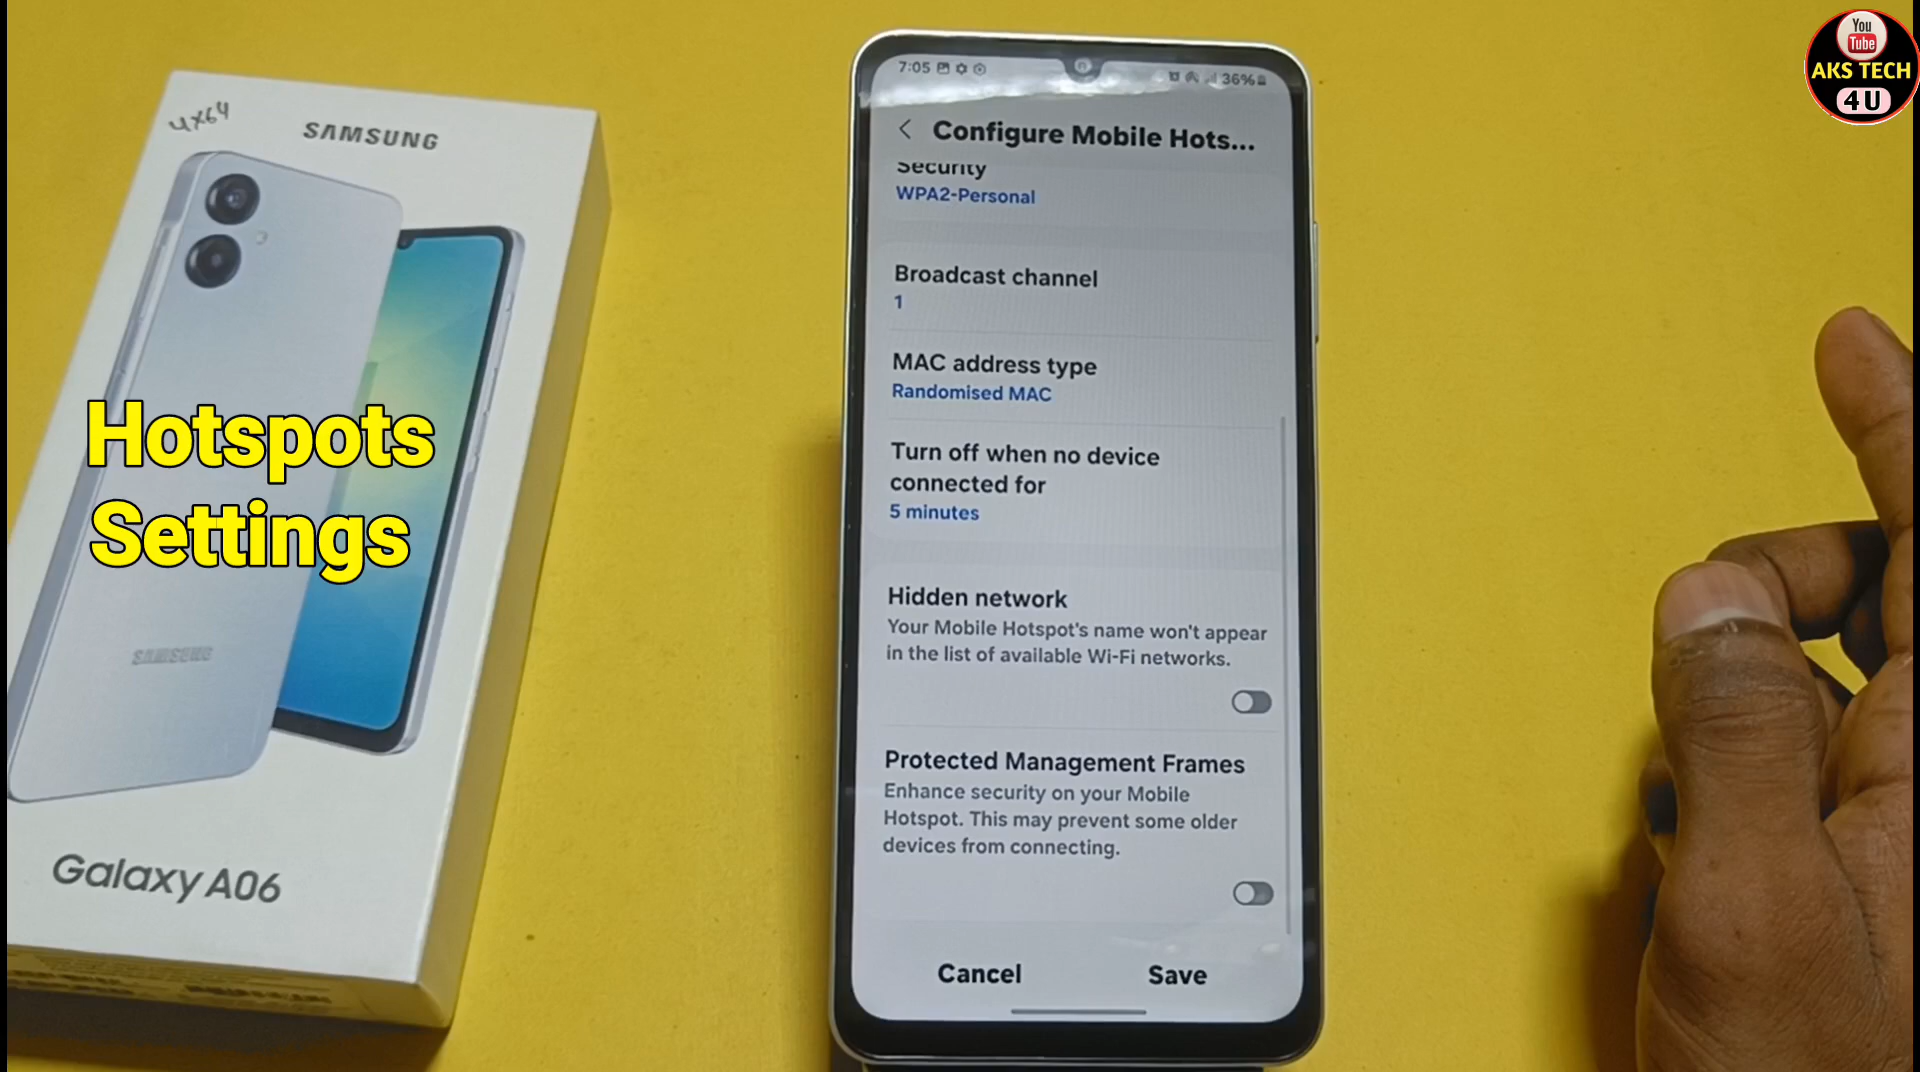 4x64
SAMSUNG
SAMSUNG
Galaxy A06
Hotspots
Settings
7:05
36%
Configure Mobile Hots...
Security
WPA2-Personal
Broadcast channel
1
MAC address type
Randomised MAC
Turn off when no device
connected for
5 minutes
Hidden network
Your Mobile Hotspot's name won't appear
in the list of available Wi-Fi networks.
Protected Management Frames
Enhance security on your Mobile
Hotspot. This may prevent some older
devices from connecting.
Cancel
Save
You
Tube
AKS TECH
4U